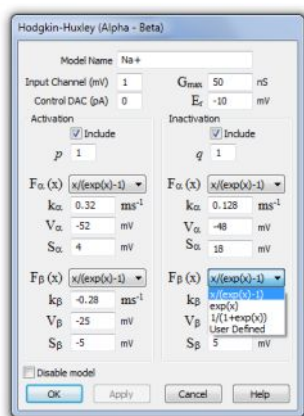 Hodgkin-Huxley (Alpha - Beta)
Model Name Na+
Input Channel (mV) 1 Gmax 50 nS
Control DAC (pA) 0 Er -10 mV
Activation Inactivation
Include Include
p 1 q 1
Fα (x) x/(exp(x)-1) Fα (x) x/(exp(x)-1)
kα 0.32 ms-1 kα 0.128 ms-1
Vα -52 mV Vα -48 mV
Sα 4 mV Sα 18 mV
Fβ (x) x/(exp(x)-1) Fβ (x) x/(exp(x)-1)
x/(exp(x)-1)
kβ -0.28 ms-1 kβ exp(x)
1/(1+exp(x))
Vβ -25 mV Vβ User Defined
Sβ -5 mV Sβ 5 mV
Disable model
OK Apply Cancel Help